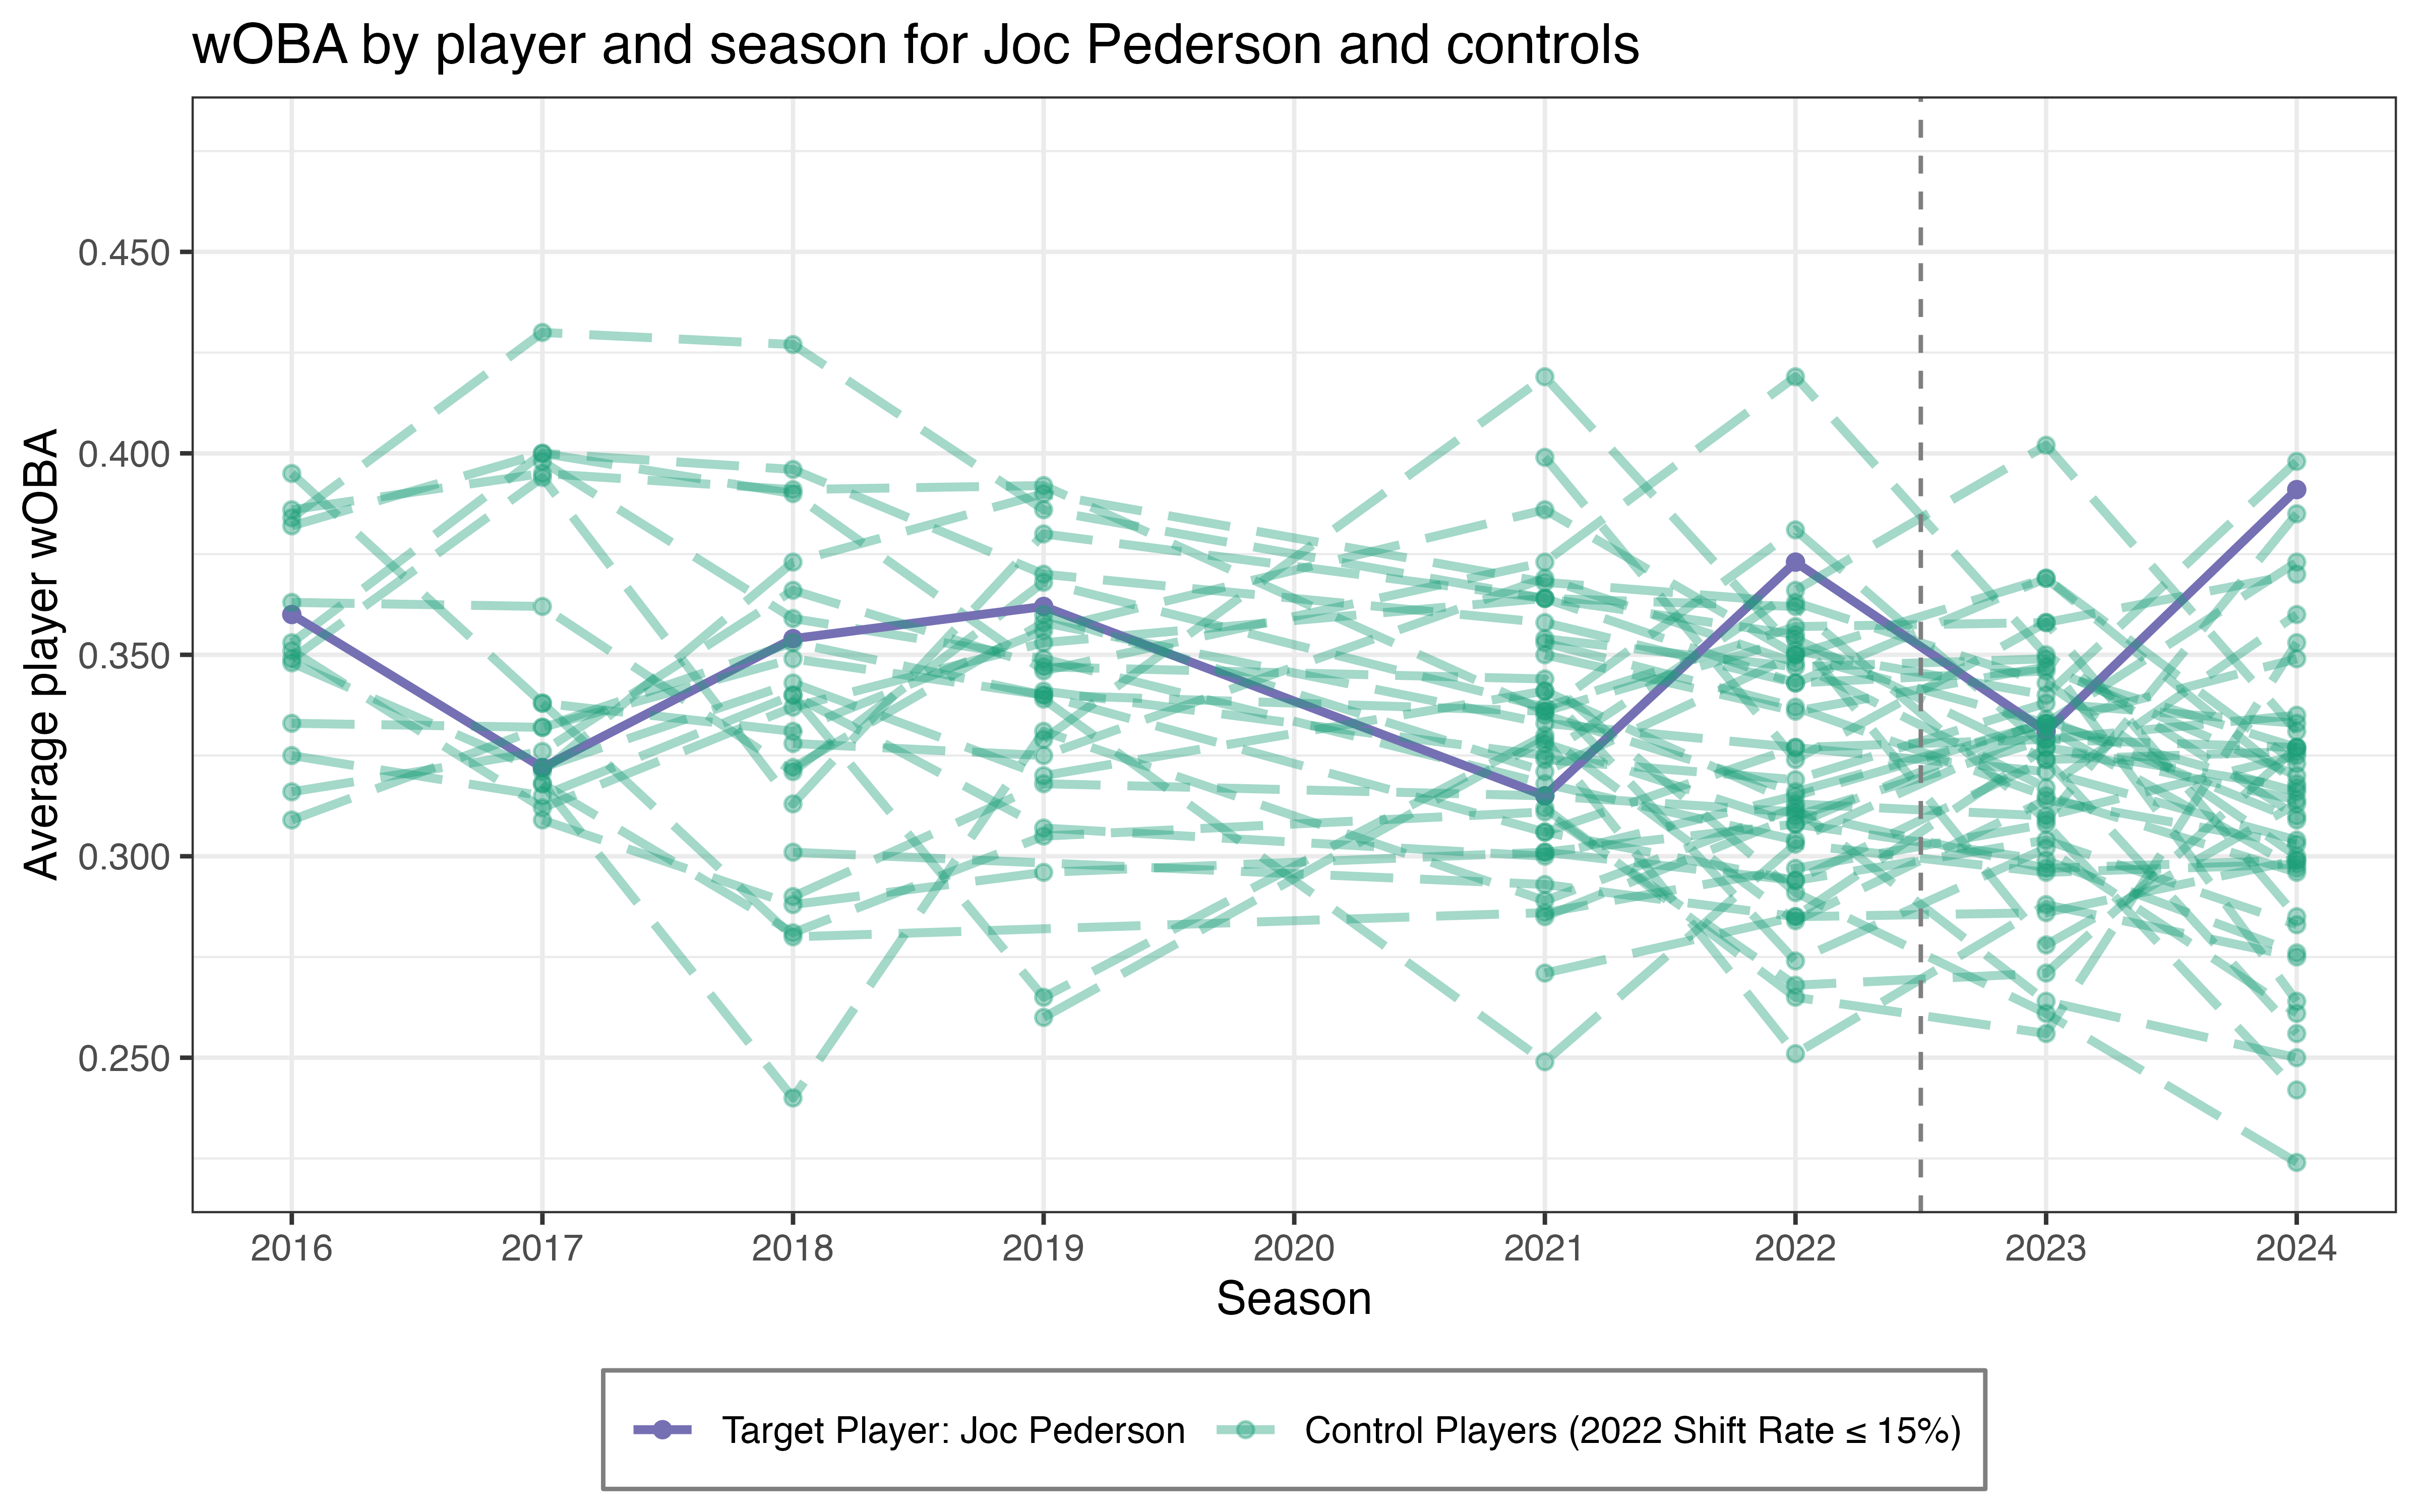 wOBA by player and season for Joc Pederson and controls
Average player wOBA
0.450
0.400
0.350
0.300
0.250
2016 2017 2018 2019 2020 2021 2022 2023 2024
Season
Target Player: Joc Pederson Control Players (2022 Shift Rate ≤ 15%)